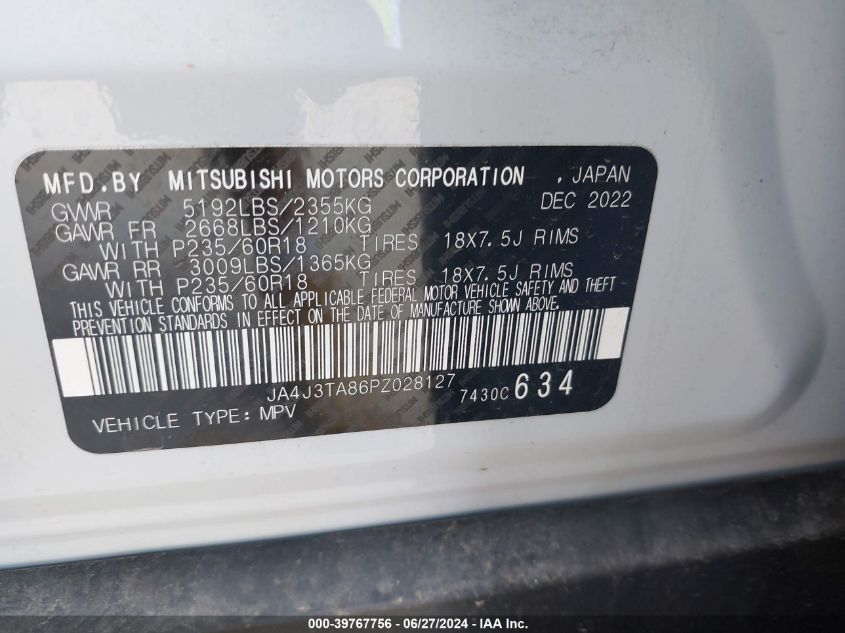 MFD.BY MITSUBISHI MOTORS CORPORATION , JAPAN
GVWR 5192LBS/2355KG DEC 2022
GAWR FR 2668LBS/1210KG
WITH P235/60R18 TIRES 18X7.5J RIMS
GAWR RR 3009LBS/1365KG
WITH P235/60R18 TIRES 18X7.5J RIMS
THIS VEHICLE CONFORMS TO ALL APPLICABLE FEDERAL MOTOR VEHICLE SAFETY AND THEFT
PREVENTION STANDARDS IN EFFECT ON THE DATE OF MANUFACTURE SHOWN ABOVE.
JA4J3TA86PZ028127
7430C 634
VEHICLE TYPE: MPV
000-39767756 / 06/27/2024 / IAA Inc.